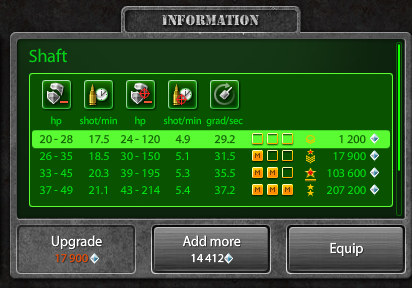 INFORMATION
Shaft
hp shot/min hp shot/min grad/sec
20 - 28 17.5 24 - 120 4.9 29.2 1 200
26 - 35 18.5 30 - 150 5.1 31.5 M 17 900
33 - 45 20.3 39 - 195 5.3 35.5 M M 103 600
37 - 49 21.1 43 - 214 5.4 37.2 M M M 207 200
Upgrade Add more Equip
17 900 14 412